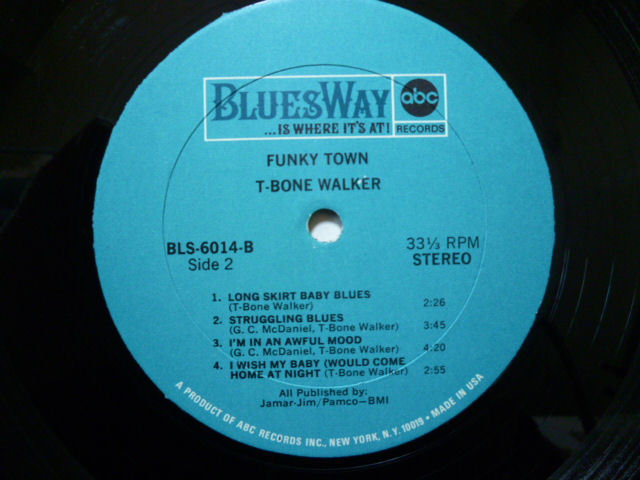 BLUESWAY
...IS WHERE IT'S AT!
abc
RECORDS
FUNKY TOWN
T-BONE WALKER
BLS-6014-B
Side 2
33⅓ RPM
STEREO
1. LONG SKIRT BABY BLUES
(T-Bone Walker) 2:26
2. STRUGGLING BLUES
(G. C. McDaniel, T-Bone Walker) 3:45
3. I'M IN AN AWFUL MOOD
(G. C. McDaniel, T-Bone Walker) 4:20
4. I WISH MY BABY (WOULD COME
HOME AT NIGHT (T-Bone Walker) 2:55
All Published by:
Jamar-Jim/Pamco—BMI
A PRODUCT OF ABC RECORDS INC., NEW YORK, N.Y. 10019 • MADE IN USA